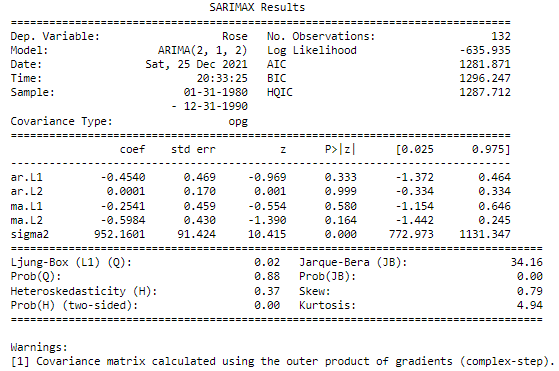 SARIMAX Results
==============================================================================
Dep. Variable: Rose No. Observations: 132
Model: ARIMA(2, 1, 2) Log Likelihood -635.935
Date: Sat, 25 Dec 2021 AIC 1281.871
Time: 20:33:25 BIC 1296.247
Sample: 01-31-1980 HQIC 1287.712
- 12-31-1990
Covariance Type: opg
==============================================================================
coef std err z P>|z| [0.025 0.975]
------------------------------------------------------------------------------
ar.L1 -0.4540 0.469 -0.969 0.333 -1.372 0.464
ar.L2 0.0001 0.170 0.001 0.999 -0.334 0.334
ma.L1 -0.2541 0.459 -0.554 0.580 -1.154 0.646
ma.L2 -0.5984 0.430 -1.390 0.164 -1.442 0.245
sigma2 952.1601 91.424 10.415 0.000 772.973 1131.347
===================================================================================
Ljung-Box (L1) (Q): 0.02 Jarque-Bera (JB): 34.16
Prob(Q): 0.88 Prob(JB): 0.00
Heteroskedasticity (H): 0.37 Skew: 0.79
Prob(H) (two-sided): 0.00 Kurtosis: 4.94
===================================================================================
Warnings:
[1] Covariance matrix calculated using the outer product of gradients (complex-step).